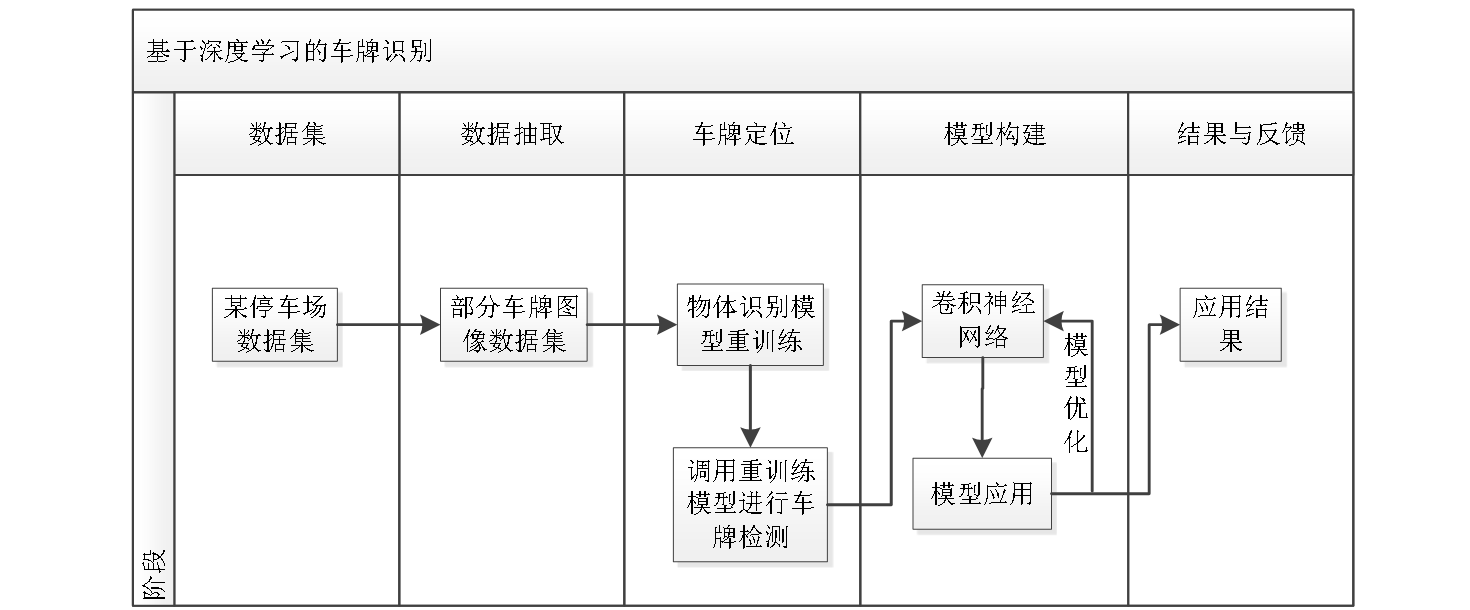 基于深度学习的车牌识别
数据集
数据抽取
车牌定位
模型构建
结果与反馈
某停车场
数据集
部分车牌图
像数据集
物体识别模
型重训练
调用重训练
模型进行车
牌检测
卷积神经
网络
模型优化
模型应用
应用结
果
阶段